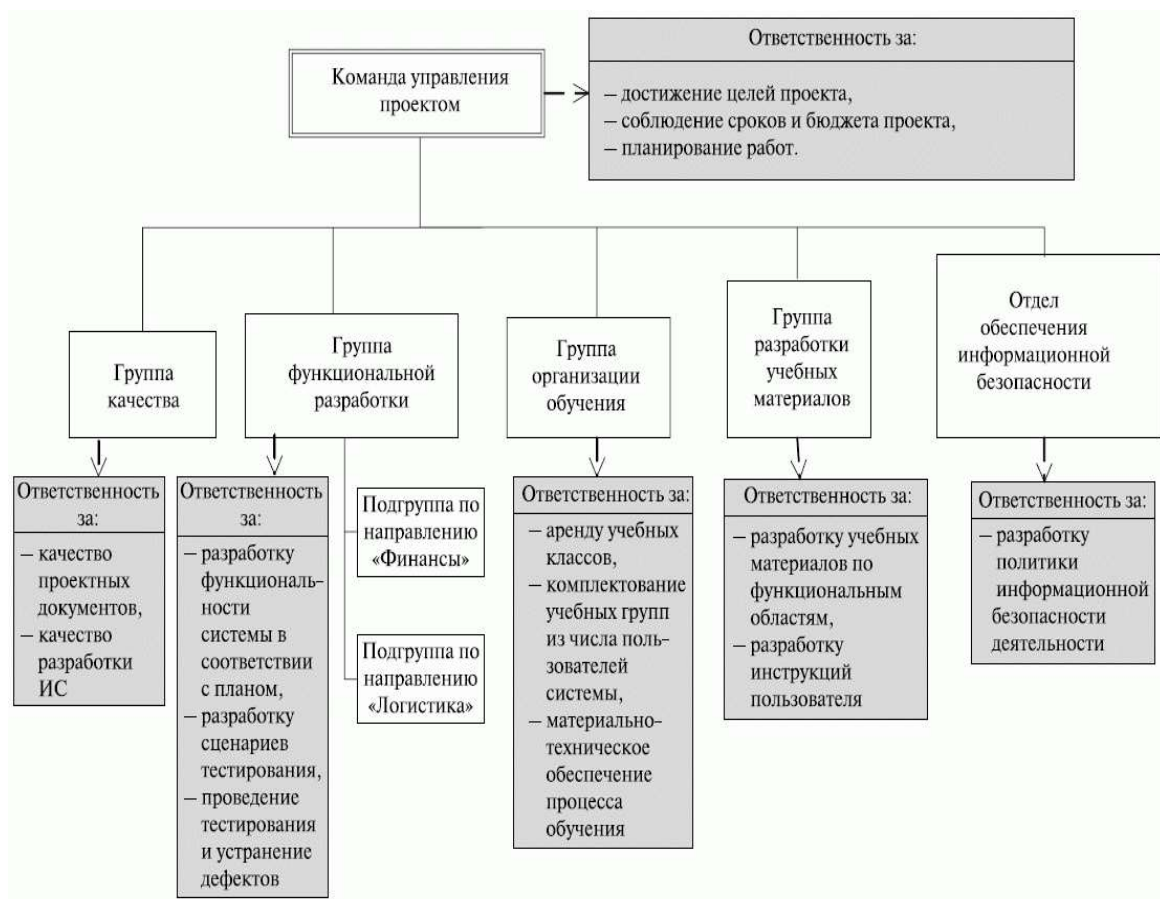 Команда управления
проектом
Ответственность за:
– достижение целей проекта,
– соблюдение сроков и бюджета проекта,
– планирование работ.
Группа
качества
Группа
функциональной
разработки
Группа
организации
обучения
Группа
разработки
учебных
материалов
Отдел
обеспечения
информационной
безопасности
Ответственность
за:
– качество
проектных
документов,
– качество
разработки
ИС
Ответственность
за:
– разработку
функциональ-
ности
системы в
соответствии
с планом,
– разработку
сценариев
тестирования,
– проведение
тестирования
и устранение
дефектов
Подгруппа по
направлению
«Финансы»
Подгруппа по
направлению
«Логистика»
Ответственность за:
– аренду учебных
классов,
– комплектование
учебных групп
из числа поль-
зователей
системы,
– материально-
техническое
обеспечение
процесса
обучения
Ответственность за:
– разработку учебных
материалов по
функциональным
областям,
– разработку
инструкций
пользователя
Ответственность за:
– разработку
политики
информационной
безопасности
деятельности